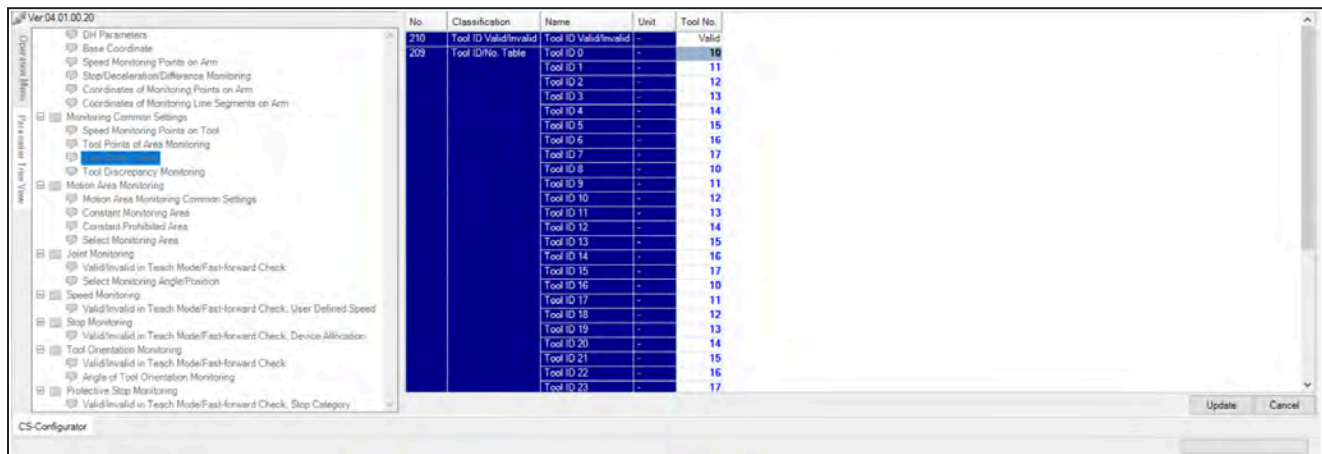 Ver:04.01.00.20
Operation Menu
Parameter Tree View
DH Parameters
Base Coordinate
Speed Monitoring Points on Arm
Stop/Deceleration/Difference Monitoring
Coordinates of Monitoring Points on Arm
Coordinates of Monitoring Line Segments on Arm
Monitoring Common Settings
Speed Monitoring Points on Tool
Tool Points of Area Monitoring
Tool Discrepancy Monitoring
Motion Area Monitoring
Motion Area Monitoring Common Settings
Constant Monitoring Area
Constant Prohibited Area
Select Monitoring Area
Joint Monitoring
Valid/Invalid in Teach Mode/Fast-forward Check
Select Monitoring Angle/Position
Speed Monitoring
Valid/Invalid in Teach Mode/Fast-forward Check, User Defined Speed
Stop Monitoring
Valid/Invalid in Teach Mode/Fast-forward Check, Device Allocation
Tool Orientation Monitoring
Valid/Invalid in Teach Mode/Fast-forward Check
Angle of Tool Orientation Monitoring
Protective Stop Monitoring
Valid/Invalid in Teach Mode/Fast-forward Check, Stop Category
No. Classification Name Unit Tool No.
210 Tool ID Valid/Invalid Tool ID Valid/Invalid - Valid
209 Tool ID/No. Table Tool ID 0 - 10
Tool ID 1 - 11
Tool ID 2 - 12
Tool ID 3 - 13
Tool ID 4 - 14
Tool ID 5 - 15
Tool ID 6 - 16
Tool ID 7 - 17
Tool ID 8 - 10
Tool ID 9 - 11
Tool ID 10 - 12
Tool ID 11 - 13
Tool ID 12 - 14
Tool ID 13 - 15
Tool ID 14 - 16
Tool ID 15 - 17
Tool ID 16 - 10
Tool ID 17 - 11
Tool ID 18 - 12
Tool ID 19 - 13
Tool ID 20 - 14
Tool ID 21 - 15
Tool ID 22 - 16
Tool ID 23 - 17
Update Cancel
CS-Configurator